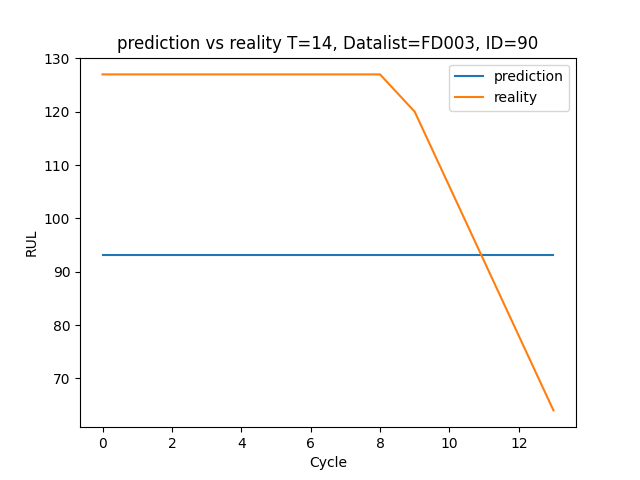 prediction vs reality T=14, Datalist=FD003, ID=90
130
120
110
100
90
80
70
RUL
prediction
reality
0 2 4 6 8 10 12
Cycle